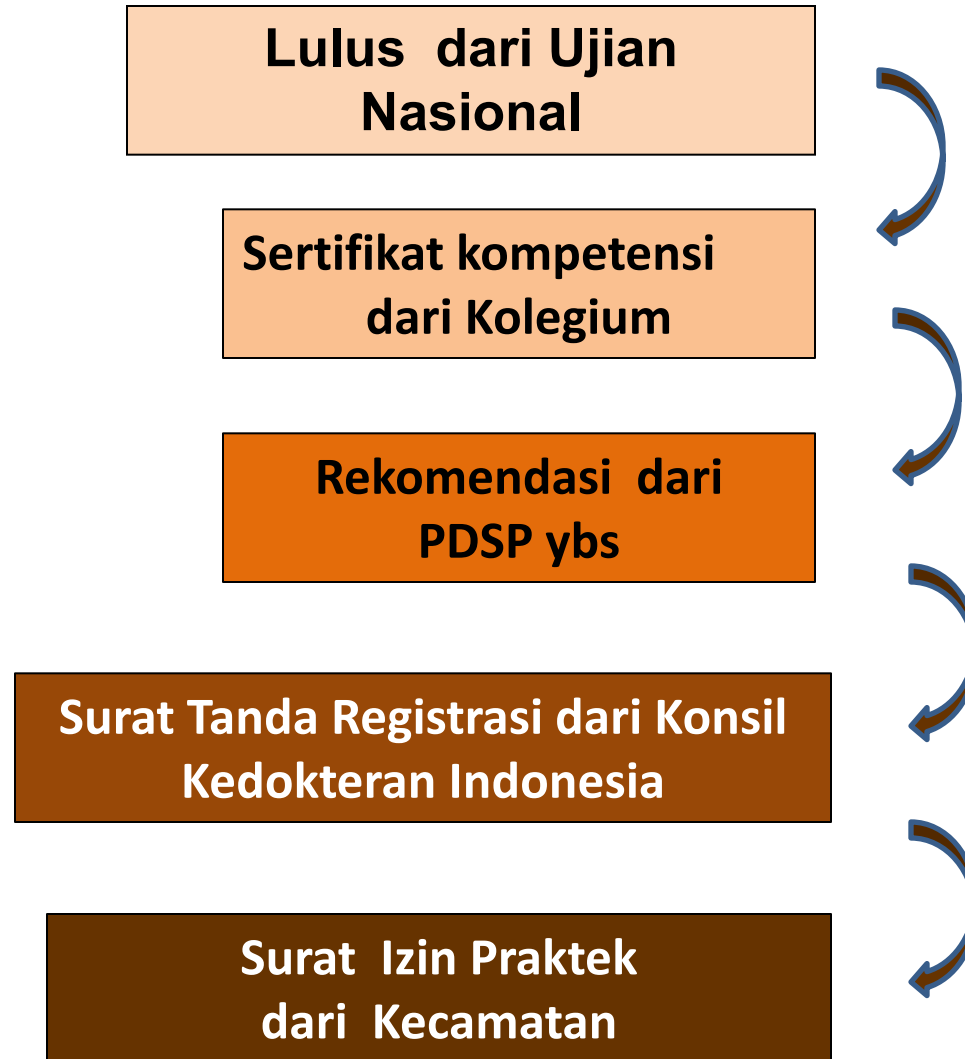 Lulus dari Ujian
Nasional
Sertifikat kompetensi
dari Kolegium
Rekomendasi dari
PDSP ybs
Surat Tanda Registrasi dari Konsil
Kedokteran Indonesia
Surat Izin Praktek
dari Kecamatan